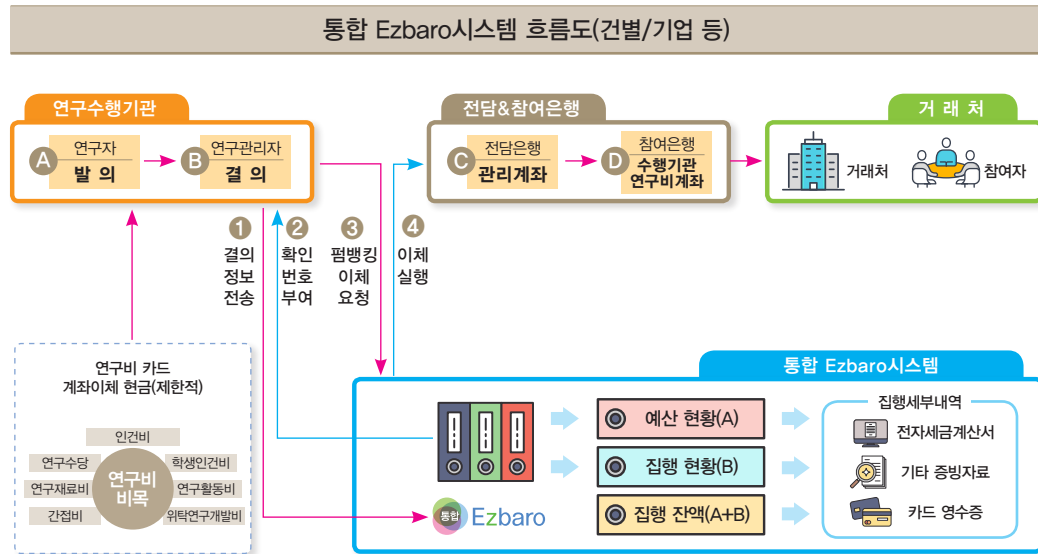 통합 Ezbaro시스템 흐름도(건별/기업 등)
연구수행기관
A
연구자
발 의
B
연구관리자
결 의
전담&참여은행
C
전담은행
관리계좌
D
참여은행
수행기관
연구비계좌
거 래 처
거래처
참여자
1
결의
정보
전송
2
확인
번호
부여
3
펌뱅킹
이체
요청
4
이체
실행
연구비 카드
계좌이체 현금(제한적)
인건비
연구수당
학생인건비
연구재료비
연구비
비목
연구활동비
간접비
위탁연구개발비
통합 Ezbaro시스템
통합 Ezbaro
예산 현황(A)
집행 현황(B)
집행 잔액(A+B)
집행세부내역
전자세금계산서
기타 증빙자료
카드 영수증